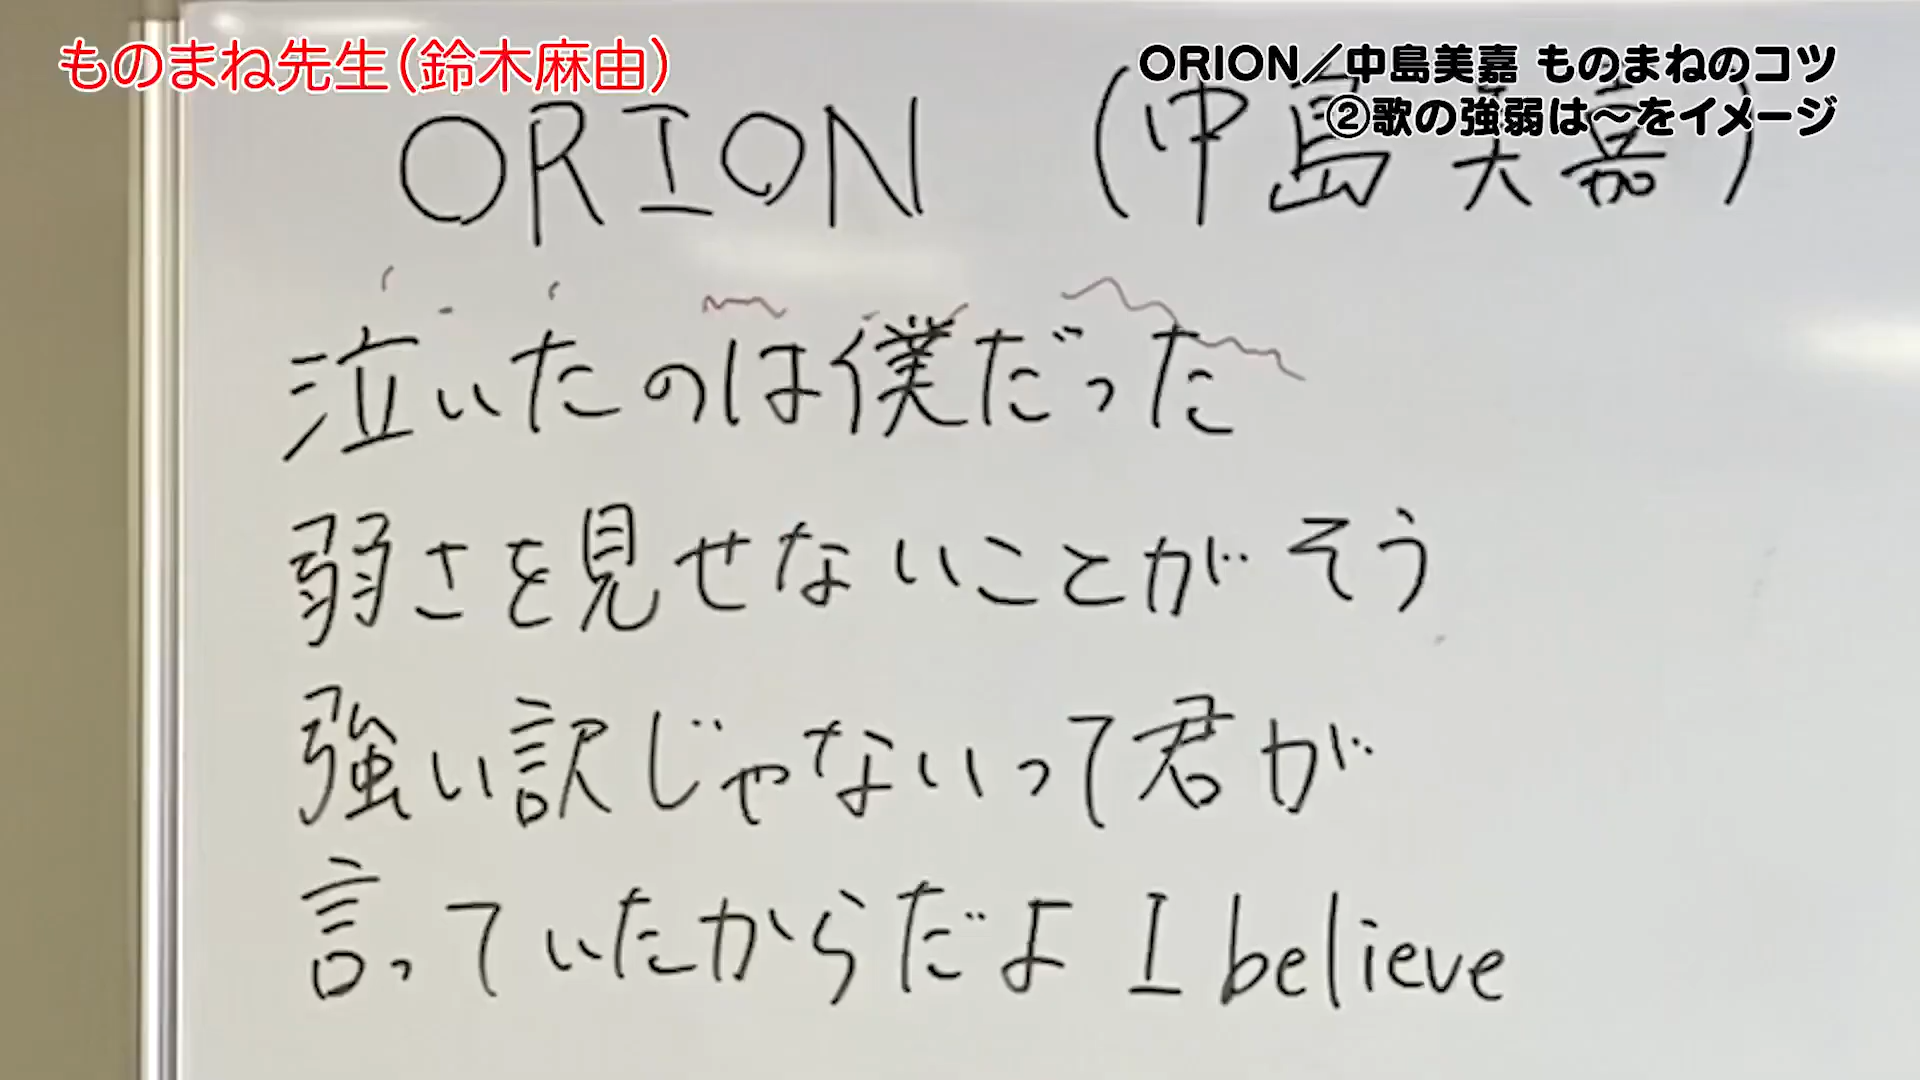 ものまね先生(鈴木麻由)
ORION/中島美嘉 ものまねのコツ
②歌の強弱は～をイメージ
ORION (中島美嘉)
泣いたのは僕だった
弱さを見せないことが そう
強い訳じゃないって君が
言っていたからだよ I believe